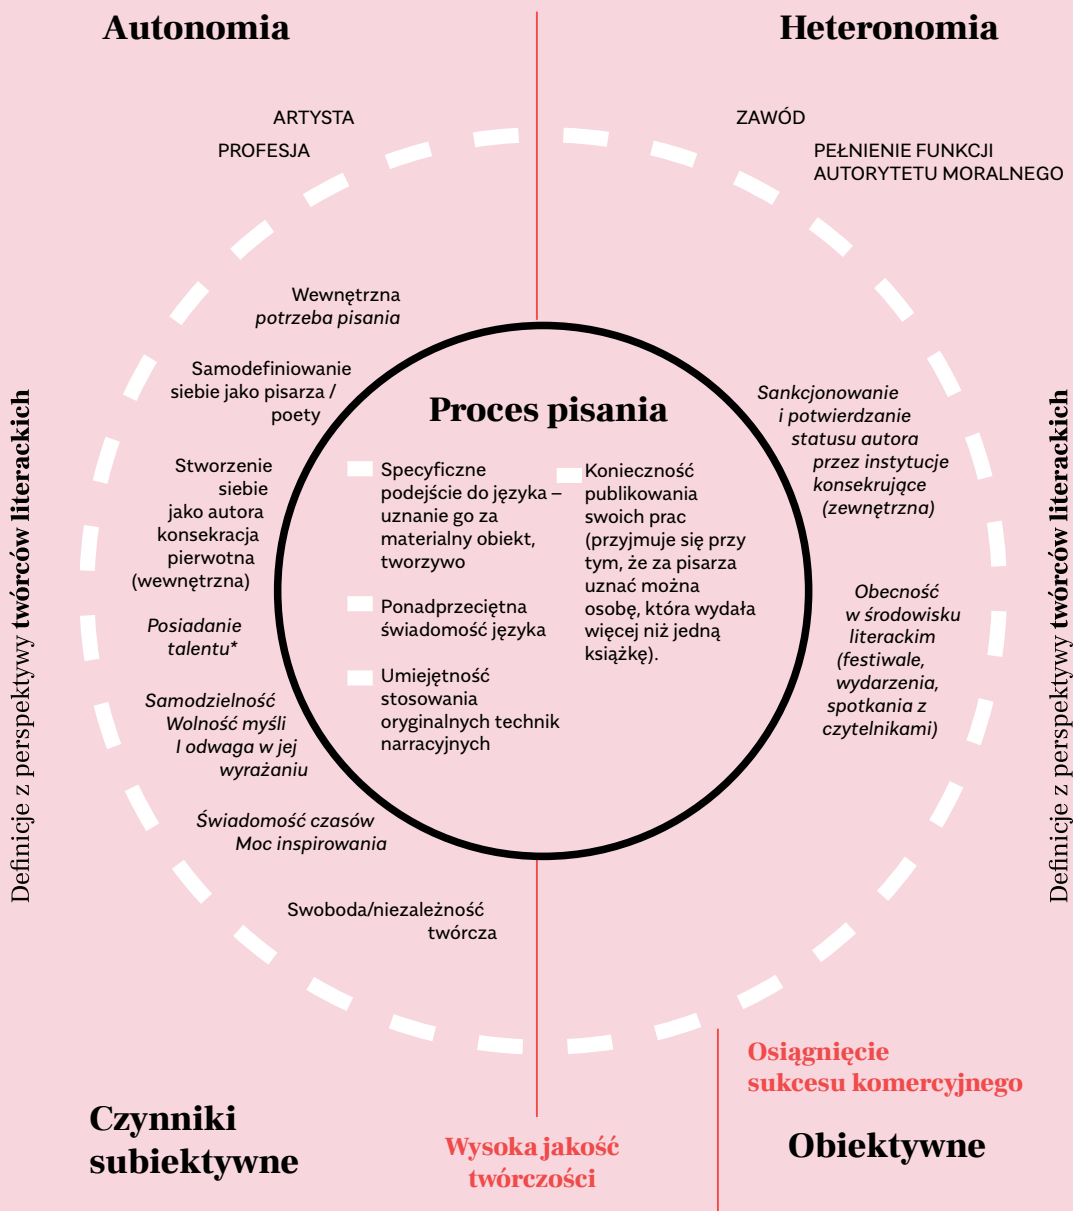 Autonomia
Heteronomia
ARTYSTA
PROFESJA
ZAWÓD
PEŁNIENIE FUNKCJI
AUTORYTETU MORALNEGO
Definicje z perspektywy twórców literackich
Wewnętrzna
potrzeba pisania
Samodefiniowanie
siebie jako pisarza /
poety
Stworzenie
siebie
jako autora
konsekracja
pierwotna
(wewnętrzna)
Posiadanie
talentu*
Samodzielność
Wolność myśli
I odwaga w jej
wyrażaniu
Świadomość czasów
Moc inspirowania
Swoboda/niezależność
twórcza
Proces pisania
Specyficzne
podejście do języka –
uznanie go za
materialny obiekt,
tworzywo
Ponadprzeciętna
świadomość języka
Umiejętność
stosowania
oryginalnych technik
narracyjnych
Konieczność
publikowania
swoich prac
(przyjmuje się przy
tym, że za pisarza
uznać można
osobę, która wydała
więcej niż jedną
książkę).
Sankcjonowanie
i potwierdzanie
statusu autora
przez instytucje
konsekrujące
(zewnętrzna)
Obecność
w środowisku
literackim
(festiwale,
wydarzenia,
spotkania z
czytelnikami)
Definicje z perspektywy twórców literackich
Czynniki
subiektywne
Wysoka jakość
twórczości
Osiągnięcie
sukcesu komercyjnego
Obiektywne